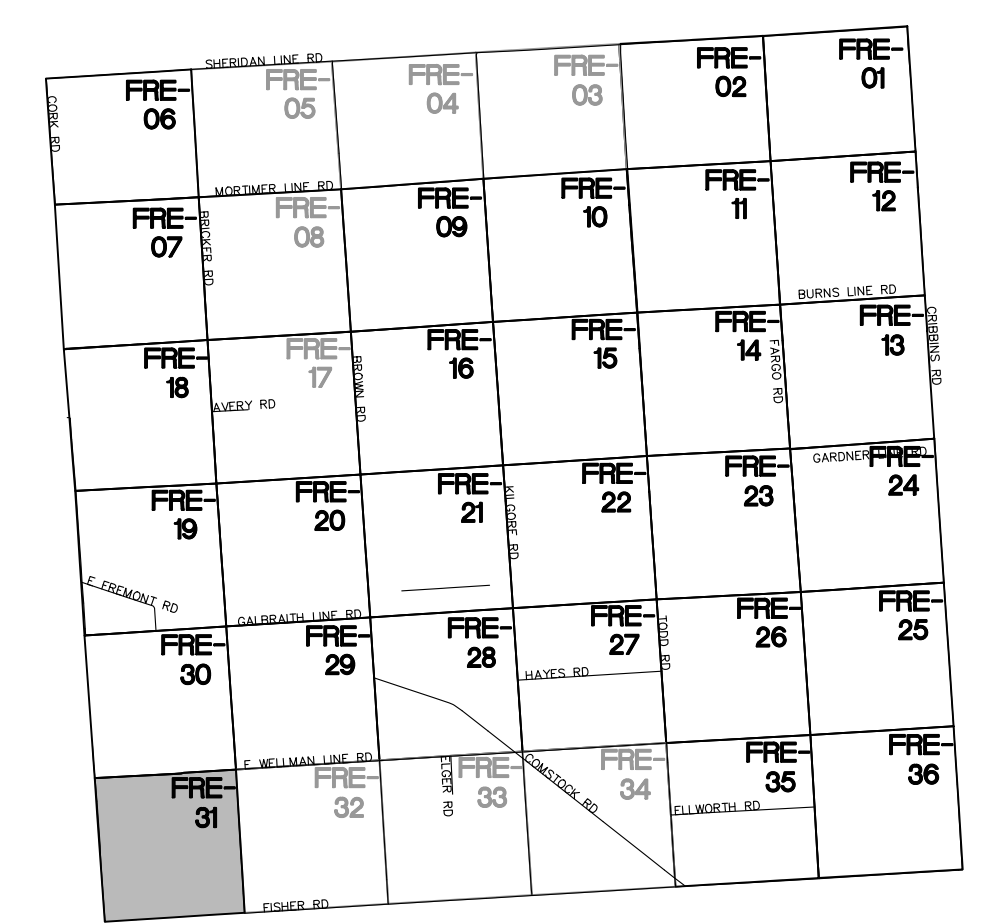 SHERIDAN LINE RD
CORK RD
FRE-
06
FRE-
05
FRE-
04
FRE-
03
FRE-
02
FRE-
01
MORTIMER LINE RD
FRE-
07
BRICKER RD
FRE-
08
FRE-
09
FRE-
10
FRE-
11
FRE-
12
BURNS LINE RD
FRE-
18
FRE-
17
AVERY RD
BROWN RD
FRE-
16
FRE-
15
FRE-
14
FARGO RD
FRE-
13
CRIBBINS RD
GARDNER LINE RD
FRE-
19
E FREMONT RD
FRE-
20
FRE-
21
KILGORE RD
FRE-
22
FRE-
23
FRE-
24
GALBRAITH LINE RD
FRE-
30
FRE-
29
FRE-
28
FRE-
27
HAYES RD
TODD RD
FRE-
26
FRE-
25
E WELLMAN LINE RD
FRE-
31
FRE-
32
ELGER RD
FRE-
33
COMSTOCK RD
FRE-
34
FRE-
35
ELLWORTH RD
FRE-
36
FISHER RD